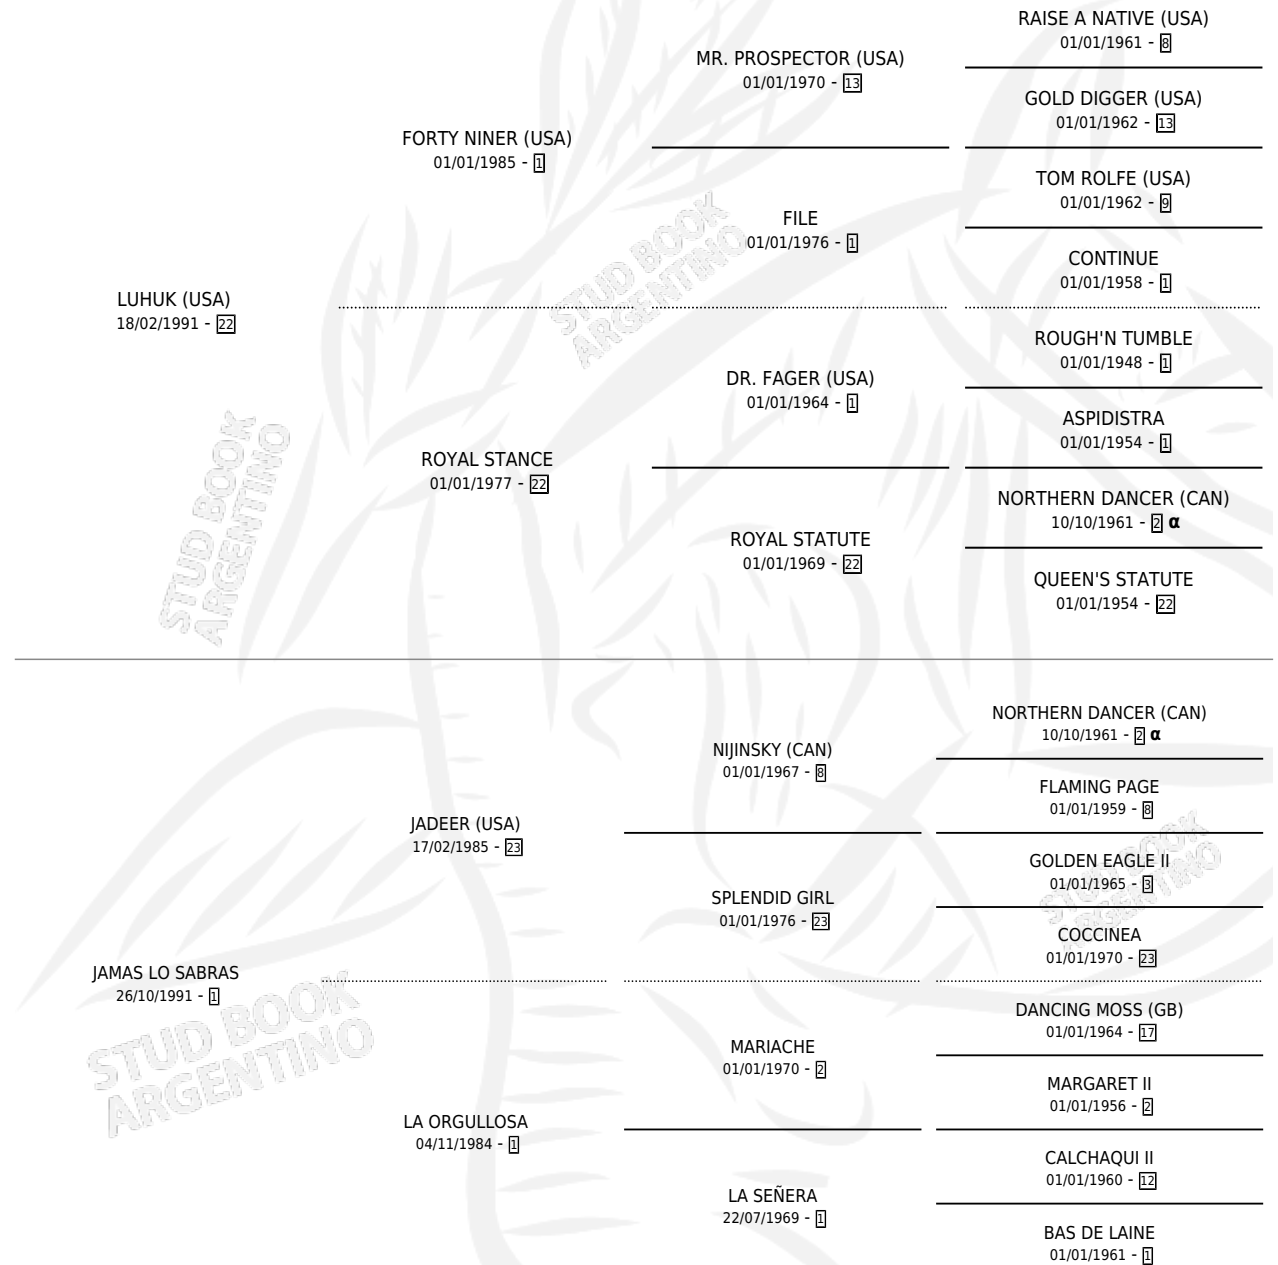 RAISE A NATIVE (USA)
01/01/1961 - 8
MR. PROSPECTOR (USA)
01/01/1970 - 13
GOLD DIGGER (USA)
01/01/1962 - 13
FORTY NINER (USA)
01/01/1985 - 1
TOM ROLFE (USA)
01/01/1962 - 9
FILE
01/01/1976 - 1
CONTINUE
01/01/1958 - 1
LUHUK (USA)
18/02/1991 - 22
ROUGH'N TUMBLE
01/01/1948 - 1
DR. FAGER (USA)
01/01/1964 - 1
ASPIDISTRA
01/01/1954 - 1
ROYAL STANCE
01/01/1977 - 22
NORTHERN DANCER (CAN)
10/10/1961 - 2 α
ROYAL STATUTE
01/01/1969 - 22
QUEEN'S STATUTE
01/01/1954 - 22
NORTHERN DANCER (CAN)
10/10/1961 - 2 α
NIJINSKY (CAN)
01/01/1967 - 8
FLAMING PAGE
01/01/1959 - 8
JADEER (USA)
17/02/1985 - 23
GOLDEN EAGLE II
01/01/1965 - 3
SPLENDID GIRL
01/01/1976 - 23
COCCINEA
01/01/1970 - 23
JAMAS LO SABRAS
26/10/1991 - 1
DANCING MOSS (GB)
01/01/1964 - 17
MARIACHE
01/01/1970 - 2
MARGARET II
01/01/1956 - 2
LA ORGULLOSA
04/11/1984 - 1
CALCHAQUI II
01/01/1960 - 12
LA SEÑERA
22/07/1969 - 1
BAS DE LAINE
01/01/1961 - 1
STUD BOOK
ARGENTINO
STUD BOOK
ARGENTINO
STUD BOOK
ARGENTINO
STUD BOOK
ARGENTINO